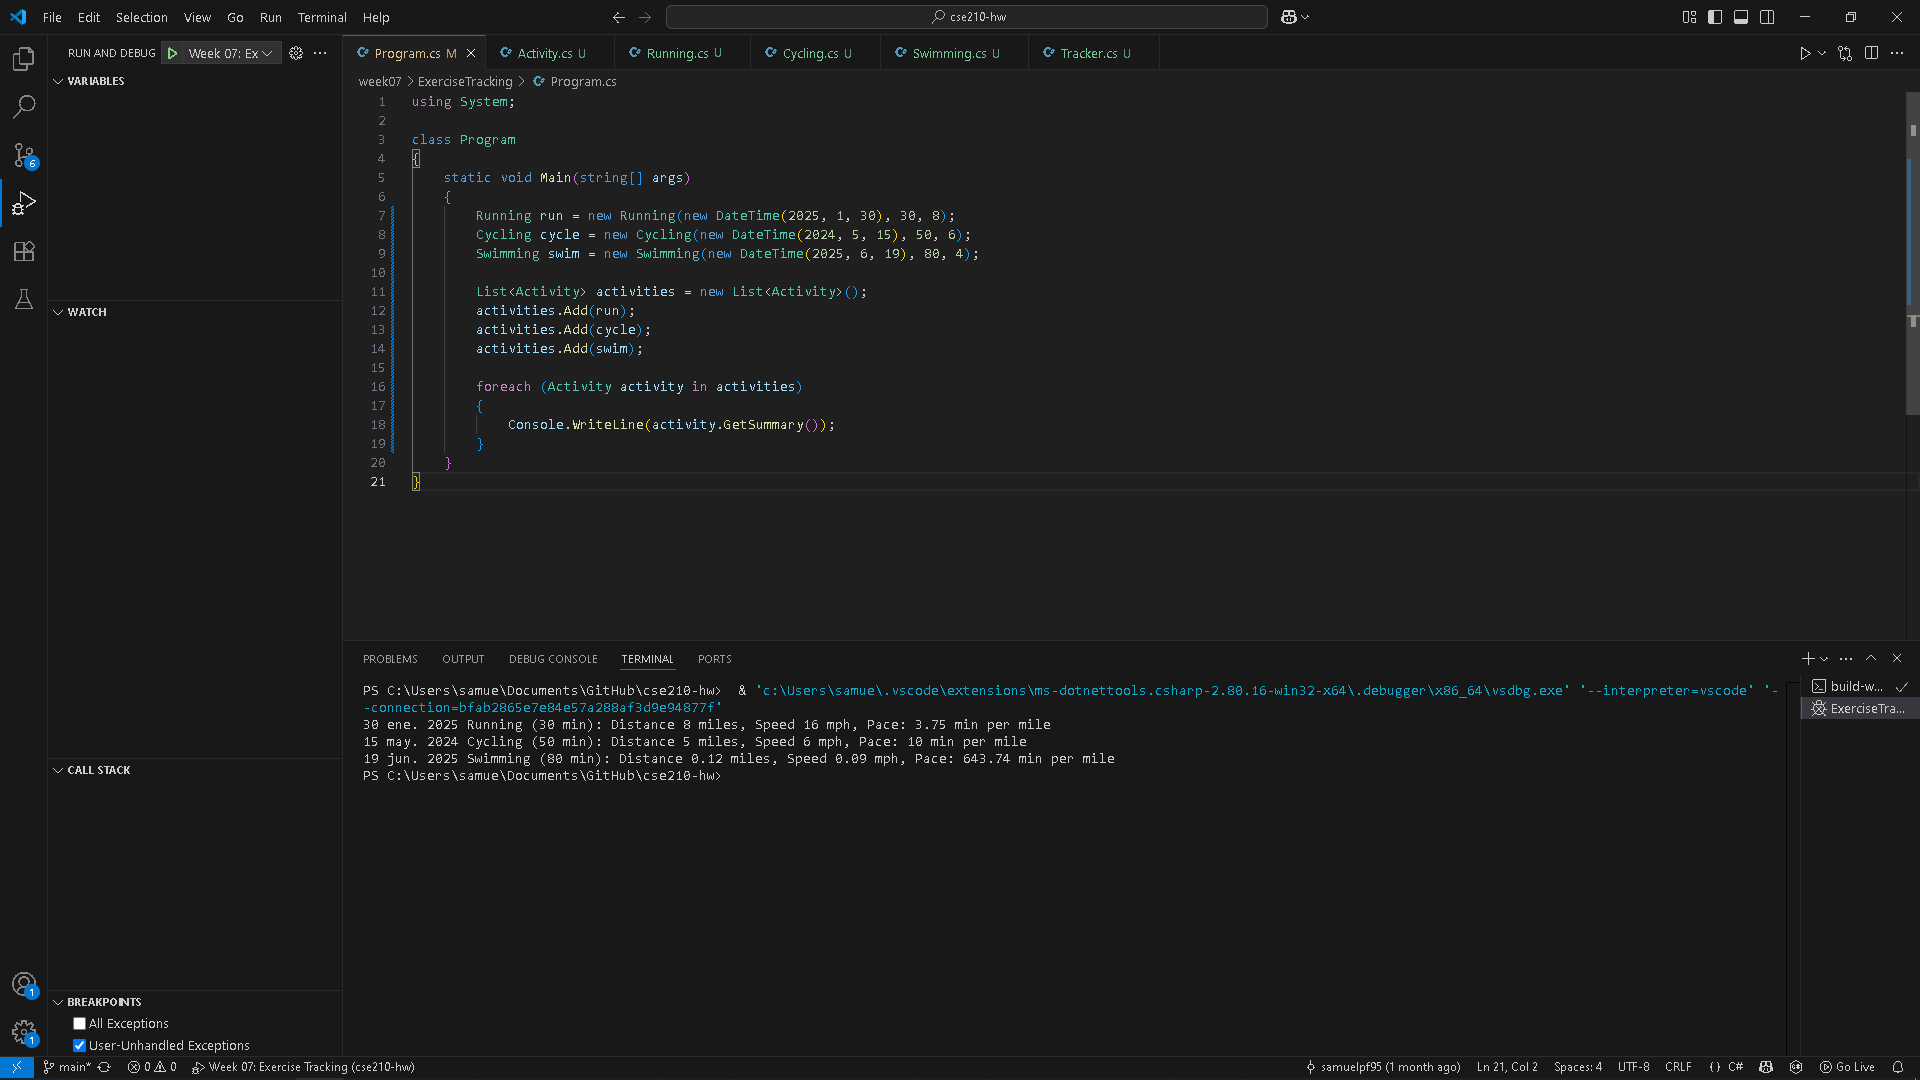 File Edit Selection View Go Run Terminal Help
cse210-hw
RUN AND DEBUG Week 07: Ex
VARIABLES
WATCH
CALL STACK
BREAKPOINTS
All Exceptions
User-Unhandled Exceptions
6
1
1
Program.cs M Activity.cs U Running.cs U Cycling.cs U Swimming.cs U Tracker.cs U
week07 > ExerciseTracking > Program.cs
1 using System;
2
3 class Program
4 {
5 static void Main(string[] args)
6 {
7 Running run = new Running(new DateTime(2025, 1, 30), 30, 8);
8 Cycling cycle = new Cycling(new DateTime(2024, 5, 15), 50, 6);
9 Swimming swim = new Swimming(new DateTime(2025, 6, 19), 80, 4);
10
11 List<Activity> activities = new List<Activity>();
12 activities.Add(run);
13 activities.Add(cycle);
14 activities.Add(swim);
15
16 foreach (Activity activity in activities)
17 {
18 Console.WriteLine(activity.GetSummary());
19 }
20 }
21 }
PROBLEMS OUTPUT DEBUG CONSOLE TERMINAL PORTS
PS C:\Users\samue\Documents\GitHub\cse210-hw> & 'c:\Users\samue\.vscode\extensions\ms-dotnettools.csharp-2.80.16-win32-x64\.debugger\x86_64\vsdbg.exe' '--interpreter=vscode' '-
-connection=bfab2865e7e84e57a288af3d9e94877f'
30 ene. 2025 Running (30 min): Distance 8 miles, Speed 16 mph, Pace: 3.75 min per mile
15 may. 2024 Cycling (50 min): Distance 5 miles, Speed 6 mph, Pace: 10 min per mile
19 jun. 2025 Swimming (80 min): Distance 0.12 miles, Speed 0.09 mph, Pace: 643.74 min per mile
PS C:\Users\samue\Documents\GitHub\cse210-hw>
build-w...
ExerciseTra...
main* 0 0 Week 07: Exercise Tracking (cse210-hw)
samuelpf95 (1 month ago) Ln 21, Col 2 Spaces: 4 UTF-8 CRLF {} C# Go Live